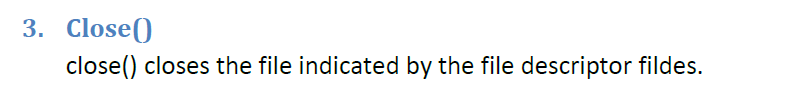 3. Close()
close() closes the file indicated by the file descriptor fildes.